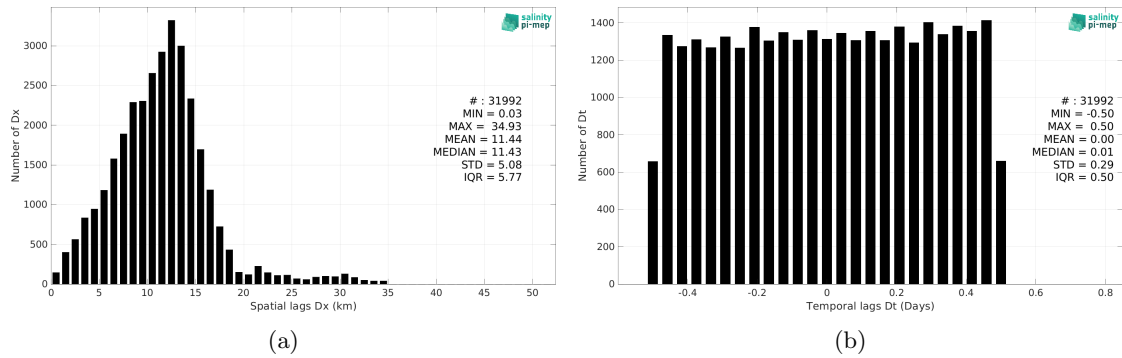 salinity
pi-mep
3000
2500
2000
1500
1000
500
0
Number of Dx
# : 31992
MIN = 0.03
MAX = 34.93
MEAN = 11.44
MEDIAN = 11.43
STD = 5.08
IQR = 5.77
0 5 10 15 20 25 30 35 40 45 50
Spatial lags Dx (km)
(a)
salinity
pi-mep
1400
1200
1000
800
600
400
200
0
Number of Dt
# : 31992
MIN = -0.50
MAX = 0.50
MEAN = 0.00
MEDIAN = 0.01
STD = 0.29
IQR = 0.50
-0.4 -0.2 0 0.2 0.4 0.6 0.8
Temporal lags Dt (Days)
(b)